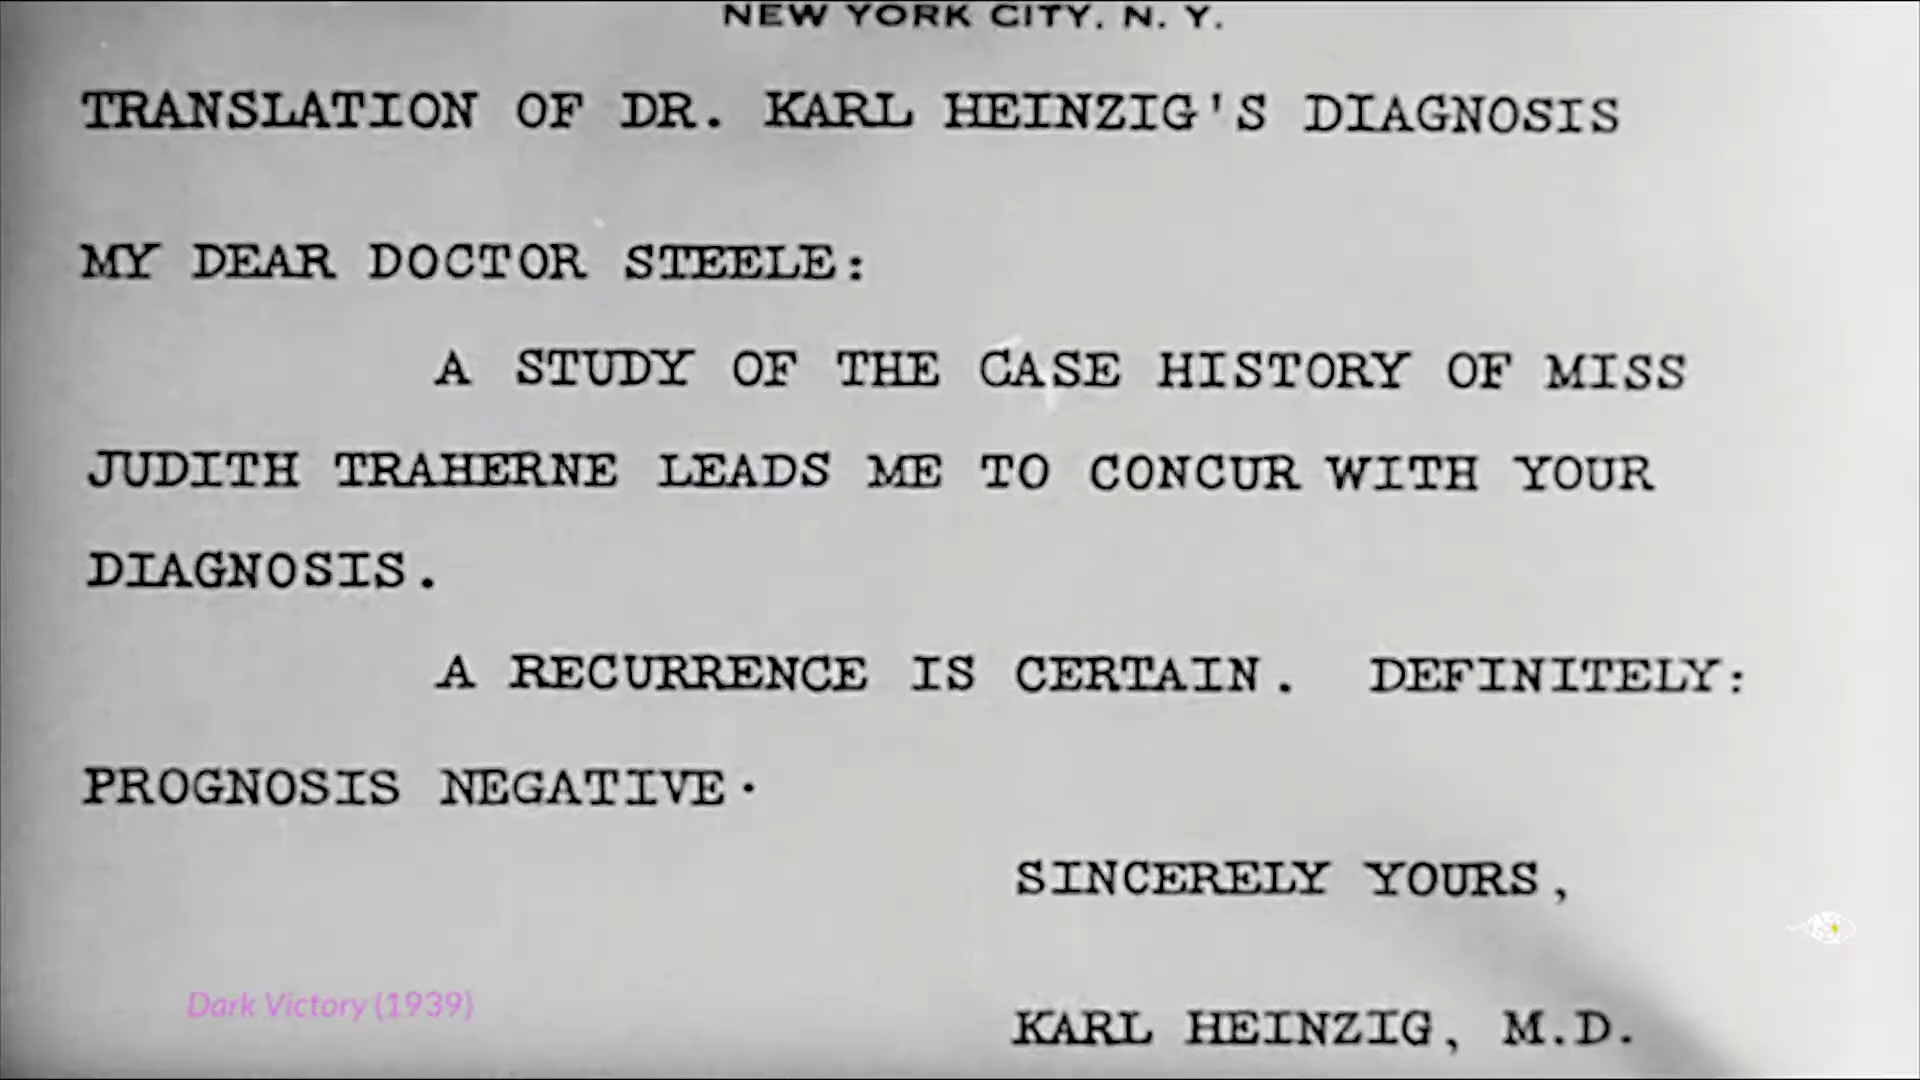 NEW YORK CITY, N. Y.
TRANSLATION OF DR. KARL HEINZIG'S DIAGNOSIS
MY DEAR DOCTOR STEELE:
A STUDY OF THE CASE HISTORY OF MISS
JUDITH TRAHERNE LEADS ME TO CONCUR WITH YOUR
DIAGNOSIS.
A RECURRENCE IS CERTAIN. DEFINITELY:
PROGNOSIS NEGATIVE.
SINCERELY YOURS,
KARL HEINZIG, M.D.
Dark Victory (1939)